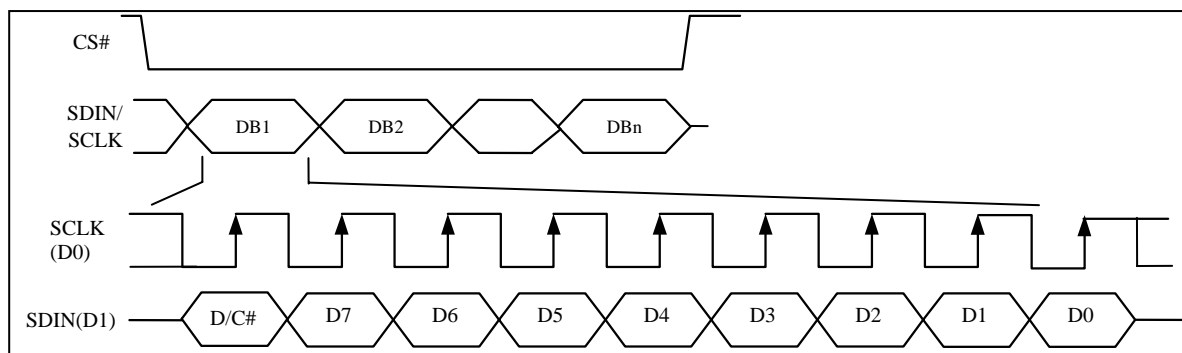 CS#
SDIN/
SCLK
DB1 DB2 DBn
SCLK
(D0)
SDIN(D1) D/C# D7 D6 D5 D4 D3 D2 D1 D0